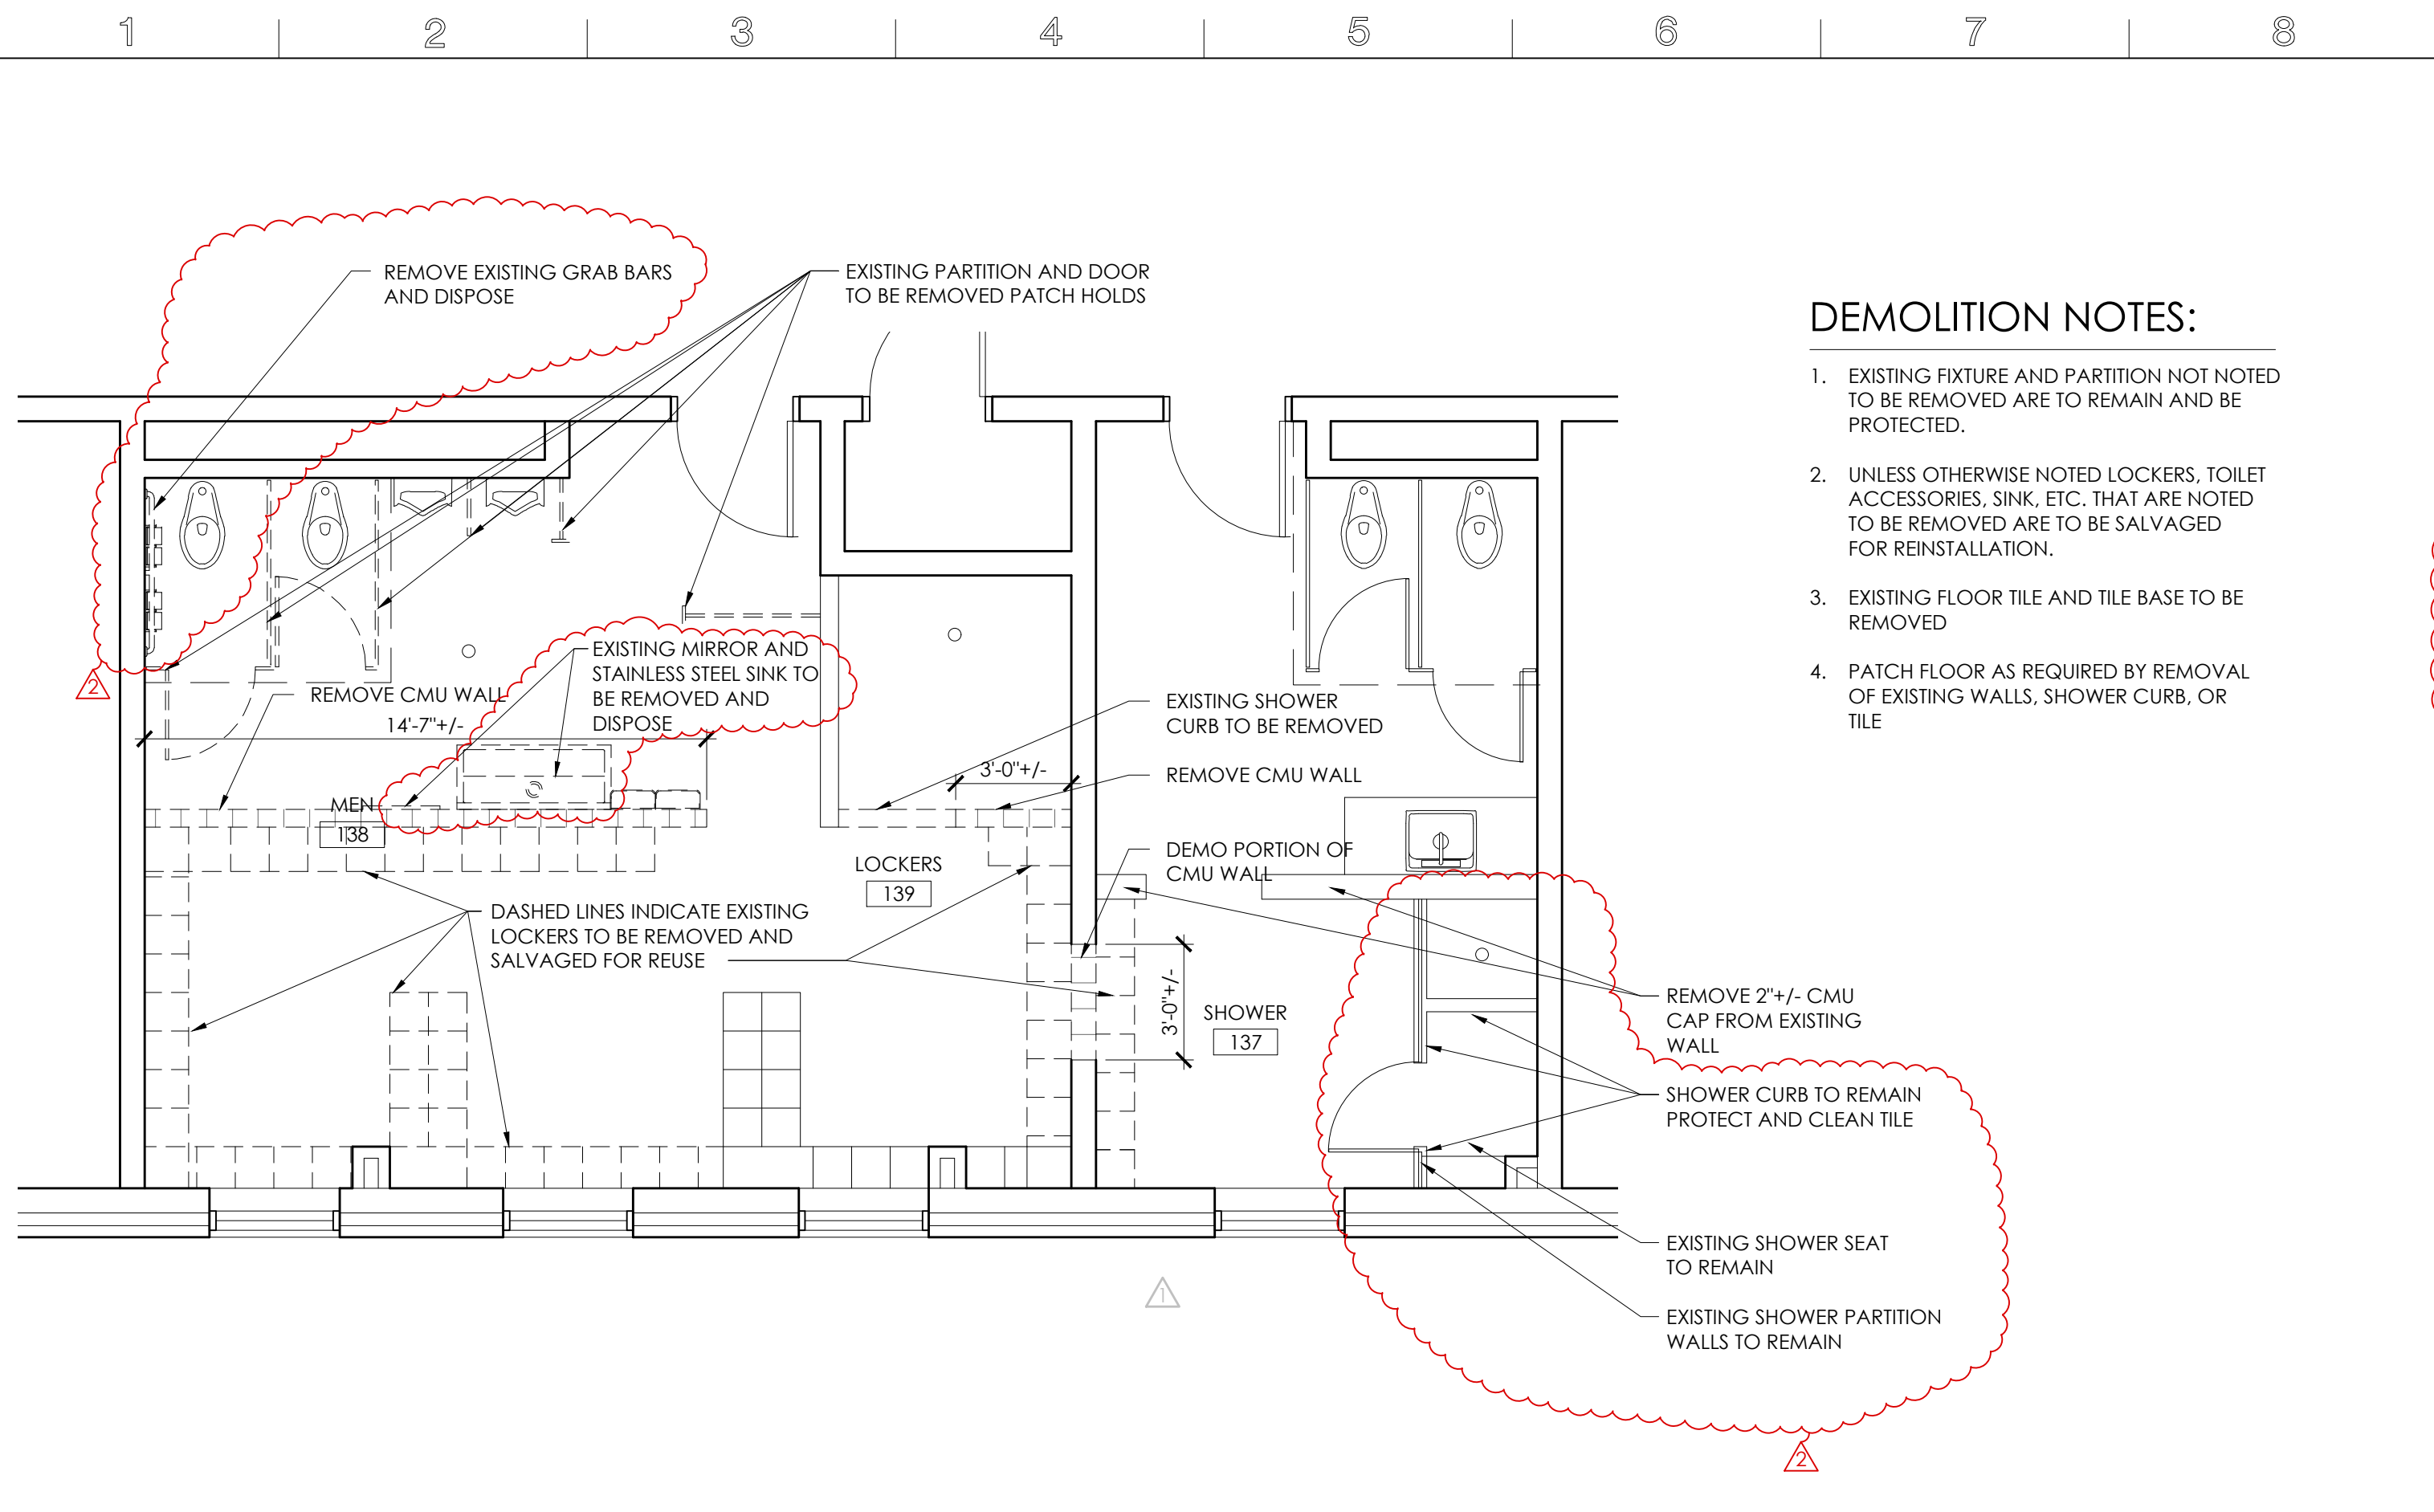 1 2 3 4 5 6 7 8
REMOVE EXISTING GRAB BARS
AND DISPOSE
EXISTING PARTITION AND DOOR
TO BE REMOVED PATCH HOLDS
DEMOLITION NOTES:
1. EXISTING FIXTURE AND PARTITION NOT NOTED
TO BE REMOVED ARE TO REMAIN AND BE
PROTECTED.
2. UNLESS OTHERWISE NOTED LOCKERS, TOILET
ACCESSORIES, SINK, ETC. THAT ARE NOTED
TO BE REMOVED ARE TO BE SALVAGED
FOR REINSTALLATION.
3. EXISTING FLOOR TILE AND TILE BASE TO BE
REMOVED
4. PATCH FLOOR AS REQUIRED BY REMOVAL
OF EXISTING WALLS, SHOWER CURB, OR
TILE
EXISTING MIRROR AND
STAINLESS STEEL SINK TO
BE REMOVED AND
DISPOSE
2
REMOVE CMU WALL
14'-7"+/-
EXISTING SHOWER
CURB TO BE REMOVED
3'-0"+/-
REMOVE CMU WALL
MEN
138
DEMO PORTION OF
CMU WALL
LOCKERS
139
DASHED LINES INDICATE EXISTING
LOCKERS TO BE REMOVED AND
SALVAGED FOR REUSE
3'-0"+/-
SHOWER
137
REMOVE 2"+/- CMU
CAP FROM EXISTING
WALL
SHOWER CURB TO REMAIN
PROTECT AND CLEAN TILE
EXISTING SHOWER SEAT
TO REMAIN
1
EXISTING SHOWER PARTITION
WALLS TO REMAIN
2